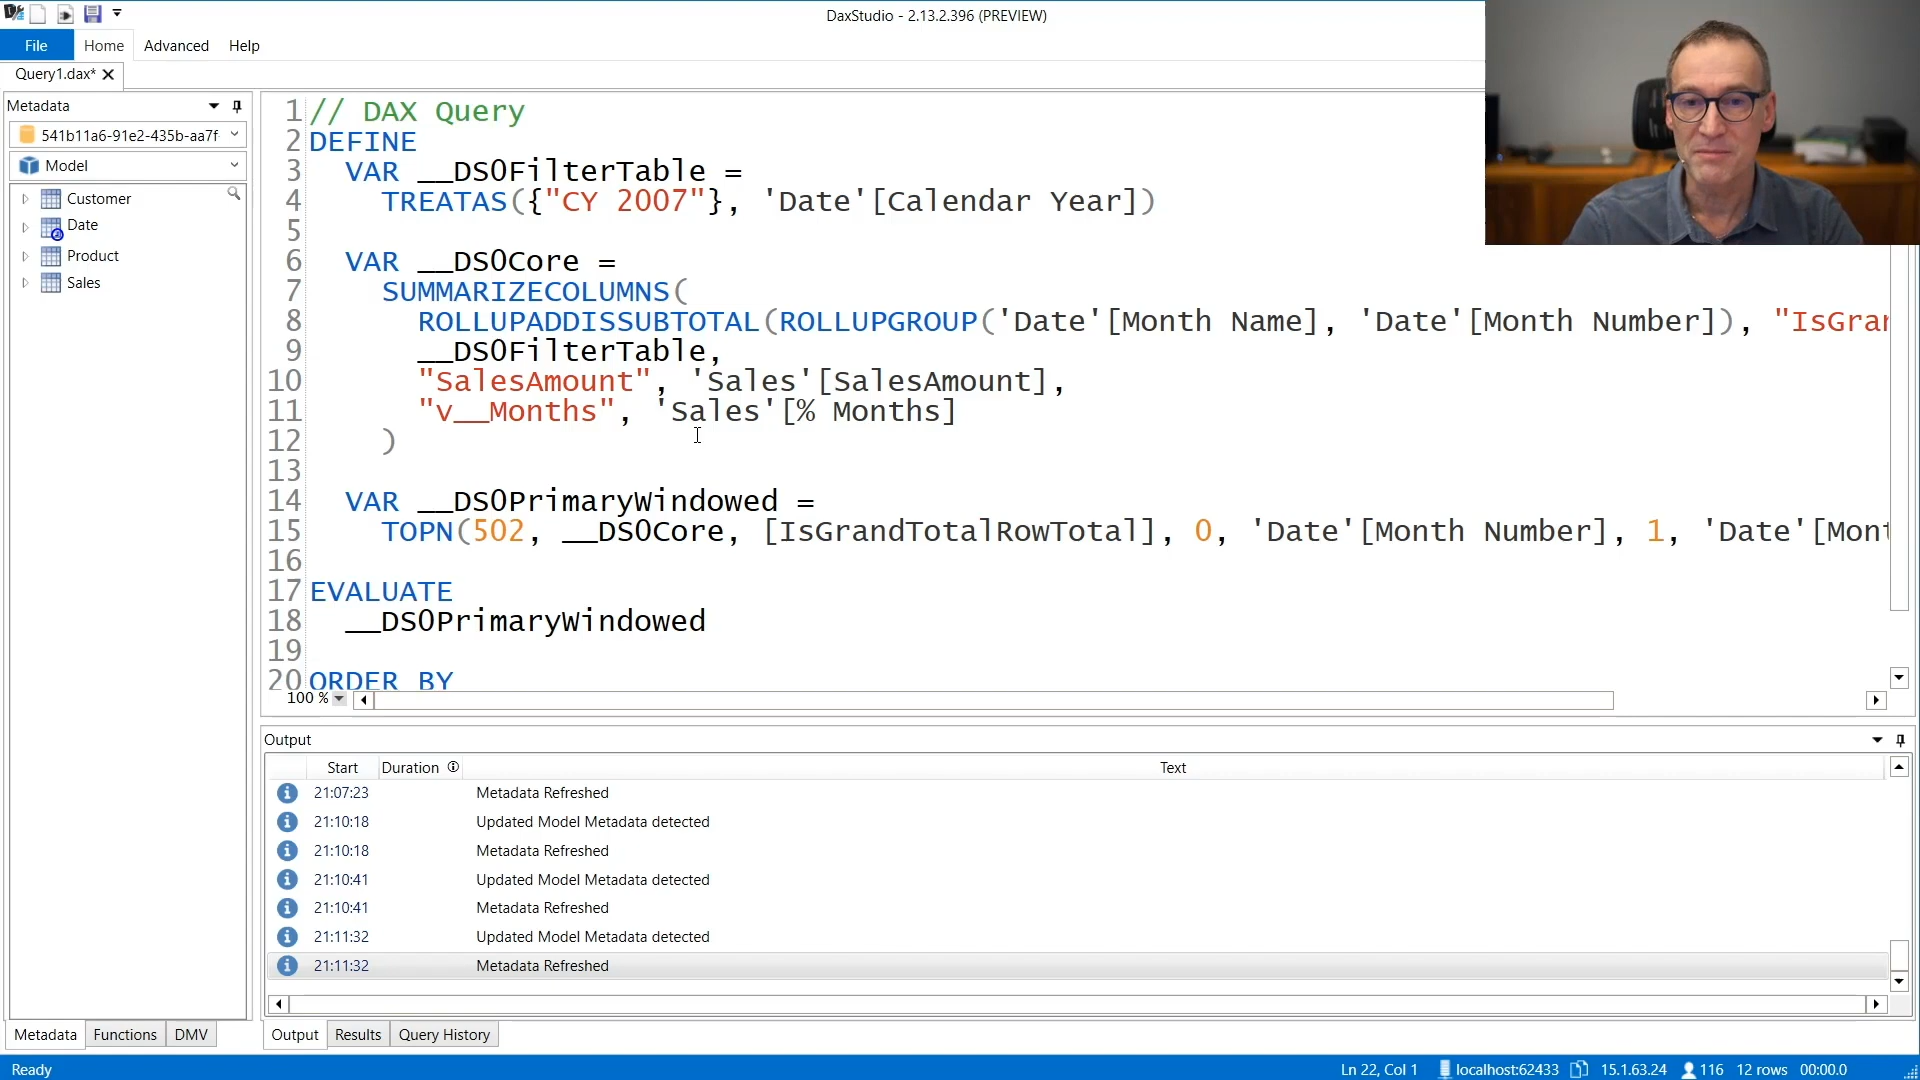 DaxStudio - 2.13.2.396 (PREVIEW)
File Home Advanced Help
Query1.dax*
Metadata
541b11a6-91e2-435b-aa7f-
Model
Customer
Date
Product
Sales
1 // DAX Query
2 DEFINE
3 VAR __DS0FilterTable =
4 TREATAS({"CY 2007"}, 'Date'[Calendar Year])
5
6 VAR __DS0Core =
7 SUMMARIZECOLUMNS(
8 ROLLUPADDISSUBTOTAL(ROLLUPGROUP('Date'[Month Name], 'Date'[Month Number]), "IsGran
9 __DS0FilterTable,
10 "SalesAmount", 'Sales'[SalesAmount],
11 "v__Months", 'Sales'[% Months]
12 )
13
14 VAR __DS0PrimaryWindowed =
15 TOPN(502, __DS0Core, [IsGrandTotalRowTotal], 0, 'Date'[Month Number], 1, 'Date'[Mont
16
17 EVALUATE
18 __DS0PrimaryWindowed
19
20 ORDER BY
100 %
Output
Start Duration Text
21:07:23 Metadata Refreshed
21:10:18 Updated Model Metadata detected
21:10:18 Metadata Refreshed
21:10:41 Updated Model Metadata detected
21:10:41 Metadata Refreshed
21:11:32 Updated Model Metadata detected
21:11:32 Metadata Refreshed
Metadata Functions DMV
Output Results Query History
Ready
Ln 22, Col 1 localhost:62433 15.1.63.24 116 12 rows 00:00.0